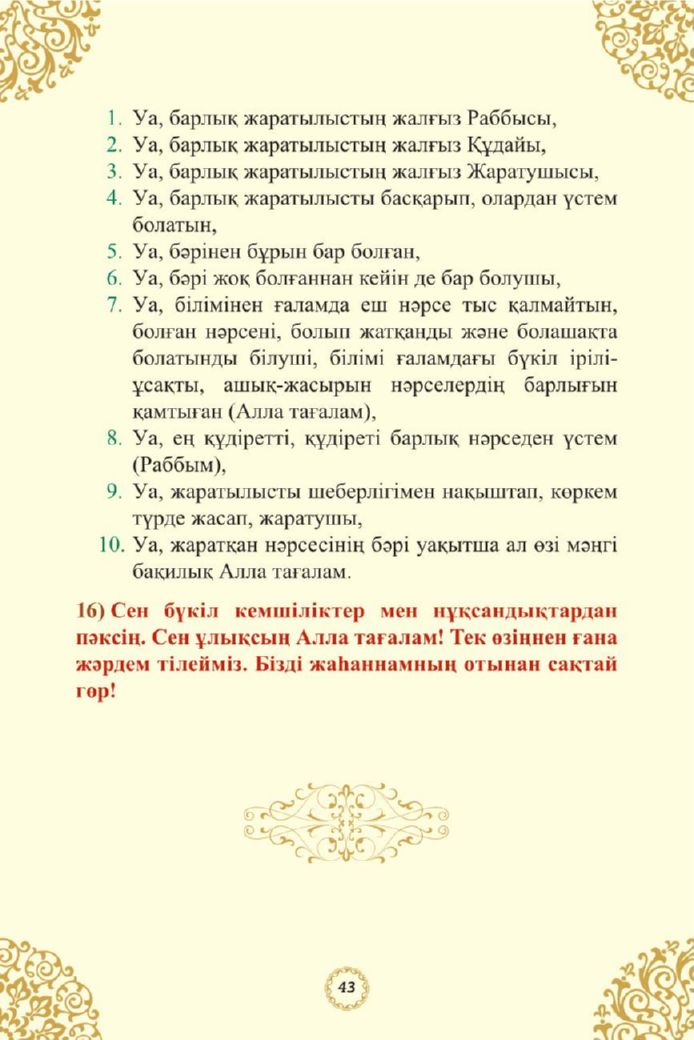 1. Уа, барлық жаратылыстың жалғыз Раббысы,
2. Уа, барлық жаратылыстың жалғыз Құдайы,
3. Уа, барлық жаратылыстың жалғыз Жаратушысы,
4. Уа, барлық жаратылысты басқарып, олардан үстем
болатын,
5. Уа, бәрінен бұрын бар болған,
6. Уа, бәрі жоқ болғаннан кейін де бар болушы,
7. Уа, білімінен ғаламда еш нәрсе тыс қалмайтын,
болған нәрсені, болып жатқанды және болашақта
болатынды білуші, білімі ғаламдағы бүкіл ірілі-
ұсақты, ашық-жасырын нәрселердің барлығын
қамтыған (Алла тағалам),
8. Уа, ең құдіретті, құдіреті барлық нәрседен үстем
(Раббым),
9. Уа, жаратылысты шеберлігімен нақыштап, көркем
түрде жасап, жаратушы,
10. Уа, жаратқан нәрсесінің бәрі уақытша ал өзі мәңгі
бақилық Алла тағалам.
16) Сен бүкіл кемшіліктер мен нұқсандықтардан
пәксің. Сен ұлықсың Алла тағалам! Тек өзіңнен ғана
жәрдем тілейміз. Бізді жаһаннамның отынан сақтай
гөр!
43